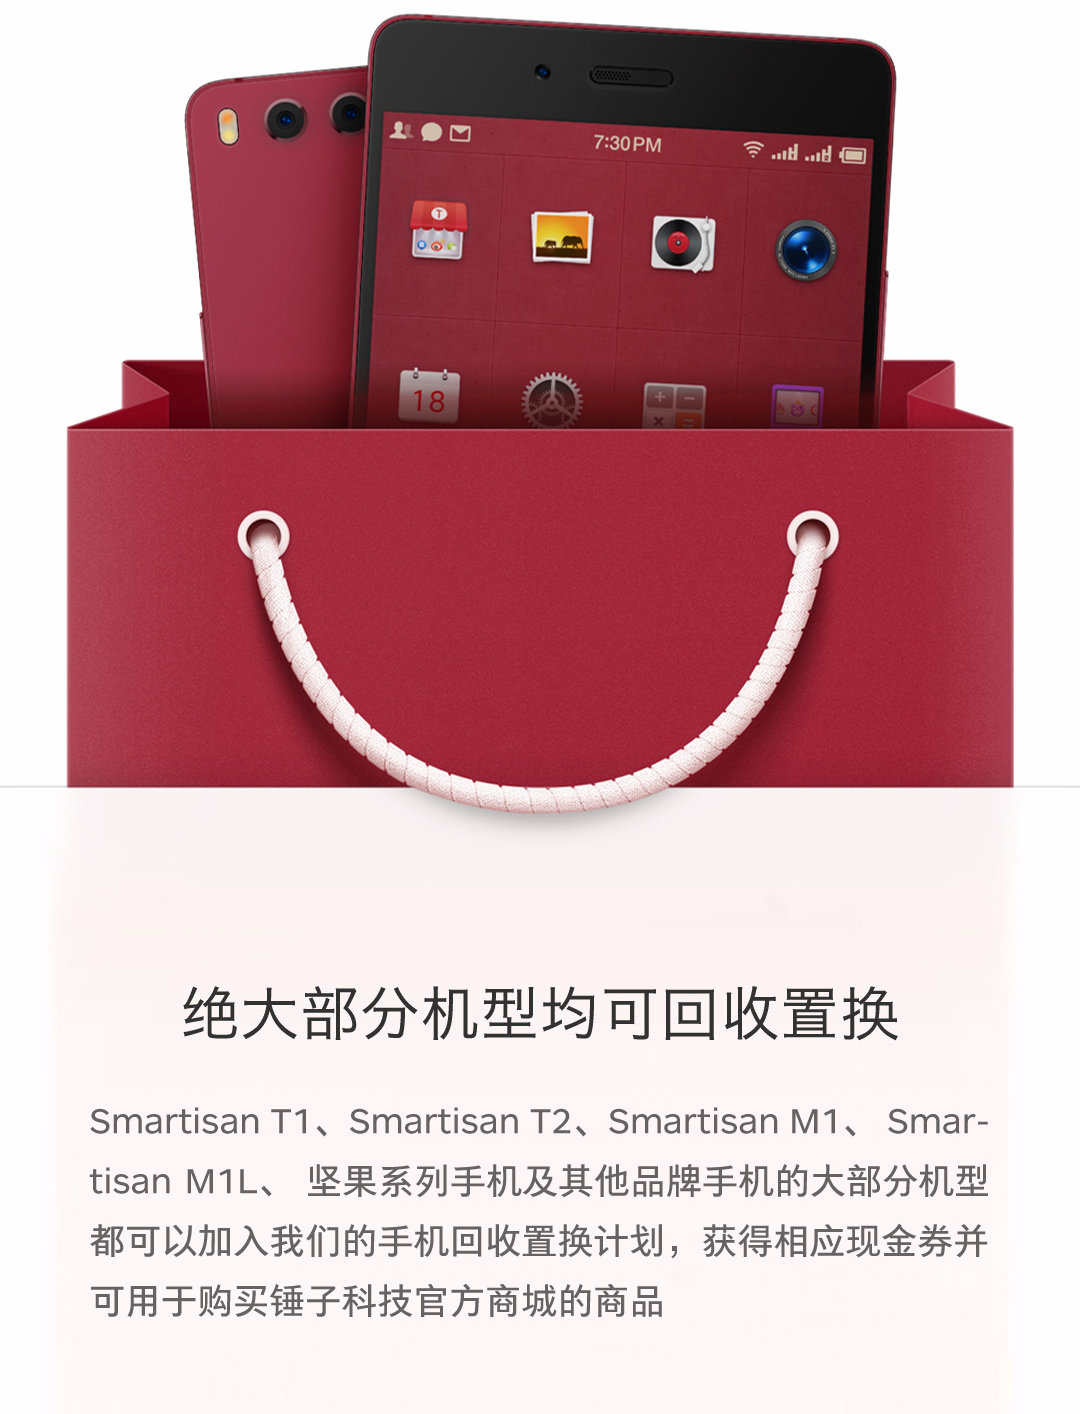 7:30PM
T
18
绝大部分机型均可回收置换
Smartisan T1、Smartisan T2、Smartisan M1、 Smar-
tisan M1L、 坚果系列手机及其他品牌手机的大部分机型
都可以加入我们的手机回收置换计划，获得相应现金券并
可用于购买锤子科技官方商城的商品